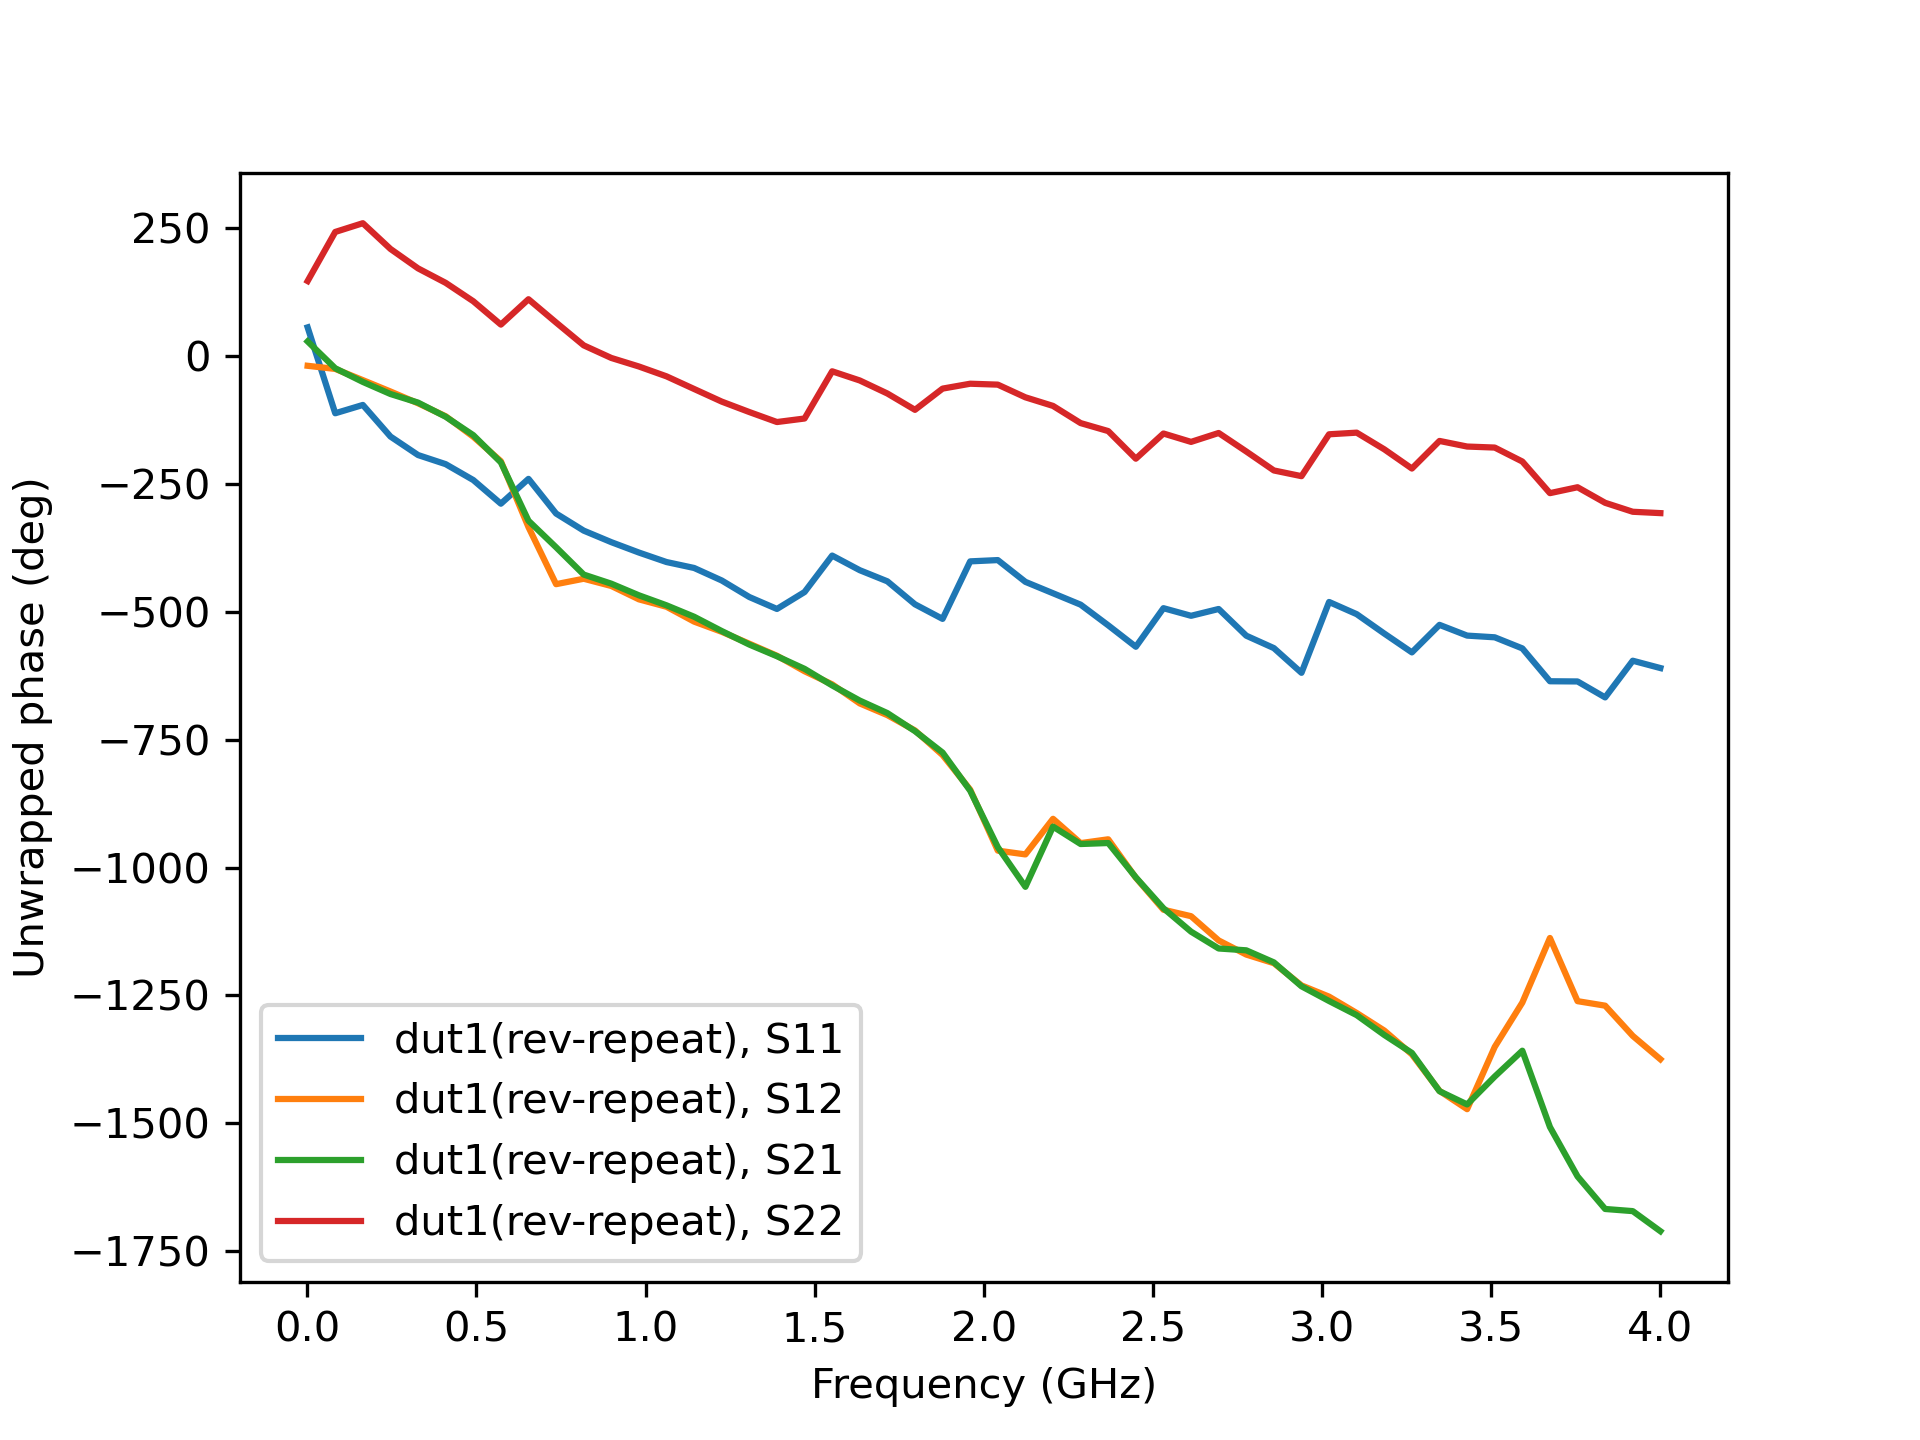 250
0
−250
−500
−750
−1000
−1250
−1500
−1750
Unwrapped phase (deg)
dut1(rev-repeat), S11
dut1(rev-repeat), S12
dut1(rev-repeat), S21
dut1(rev-repeat), S22
0.0 0.5 1.0 1.5 2.0 2.5 3.0 3.5 4.0
Frequency (GHz)